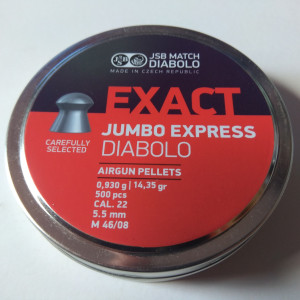 JSB MATCH
DIABOLO
MADE IN CZECH REPUBLIC
EXACT
JUMBO EXPRESS
DIABOLO
CAREFULLY
SELECTED
AIRGUN PELLETS
0,930 g | 14,35 gr
500 pcs
CAL. 22
5.5 mm
M 46/08